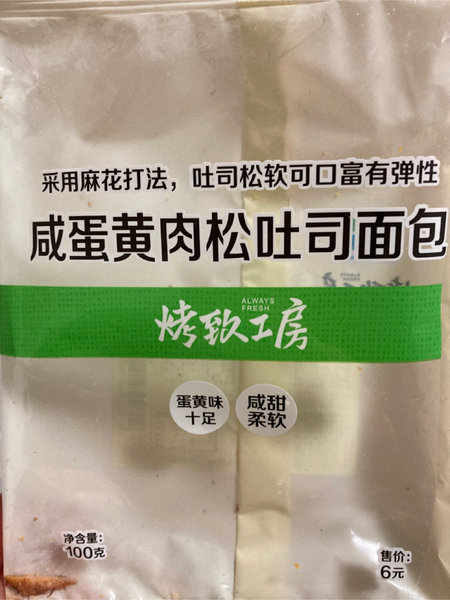 采用麻花打法，吐司松软可口富有弹性
咸蛋黄肉松吐司面包
ALWAYS
FRESH
烤致工房
蛋黄味
十足
咸甜
柔软
净含量：
100克
售价：
6元